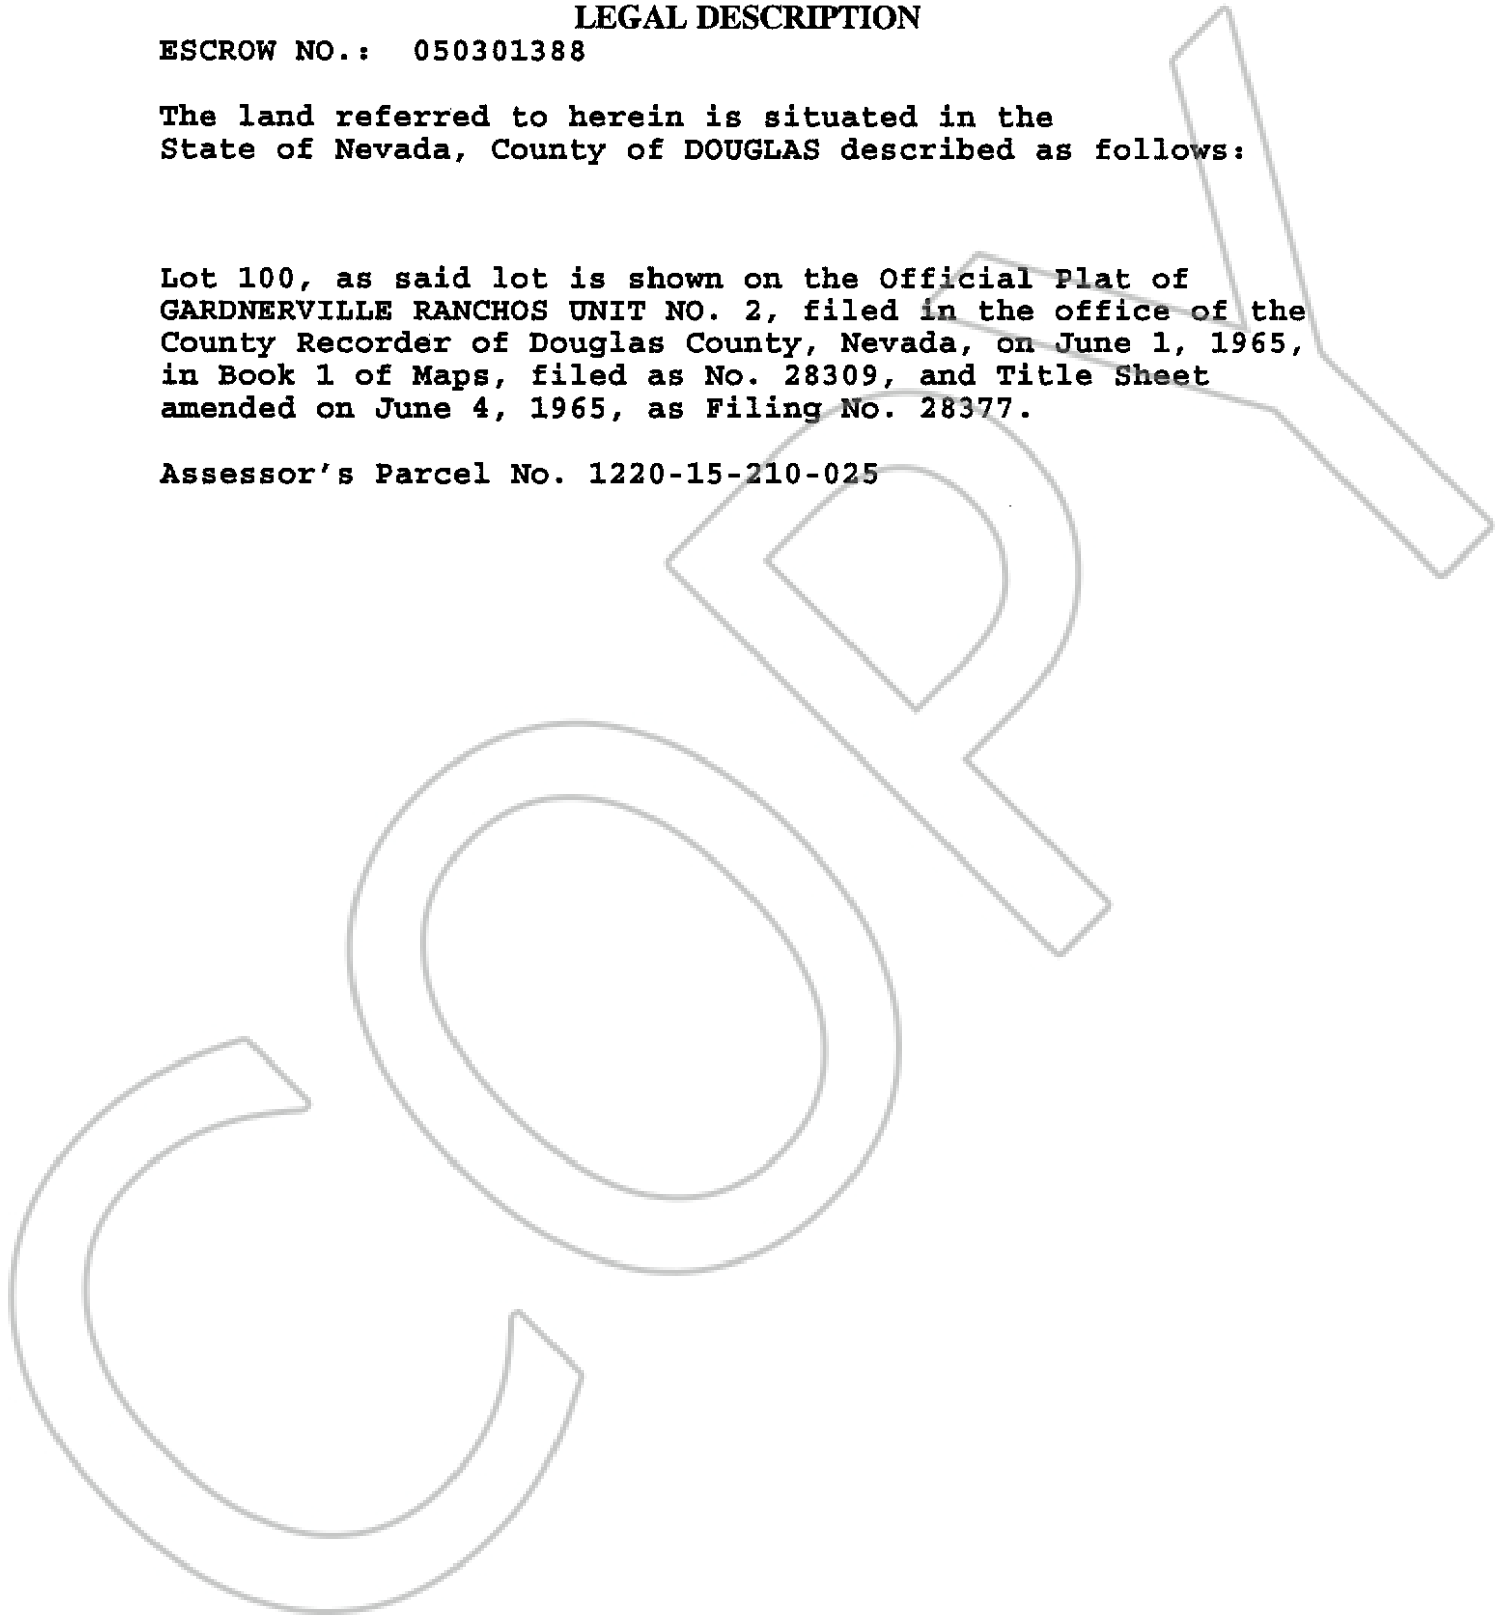 LEGAL DESCRIPTION
ESCROW NO.: 050301388
The land referred to herein is situated in the
State of Nevada, County of DOUGLAS described as follows:
Lot 100, as said lot is shown on the Official Plat of
GARDNERVILLE RANCHOS UNIT NO. 2, filed in the office of the
County Recorder of Douglas County, Nevada, on June 1, 1965,
in Book 1 of Maps, filed as No. 28309, and Title Sheet
amended on June 4, 1965, as Filing No. 28377.
Assessor's Parcel No. 1220-15-210-025
COPY